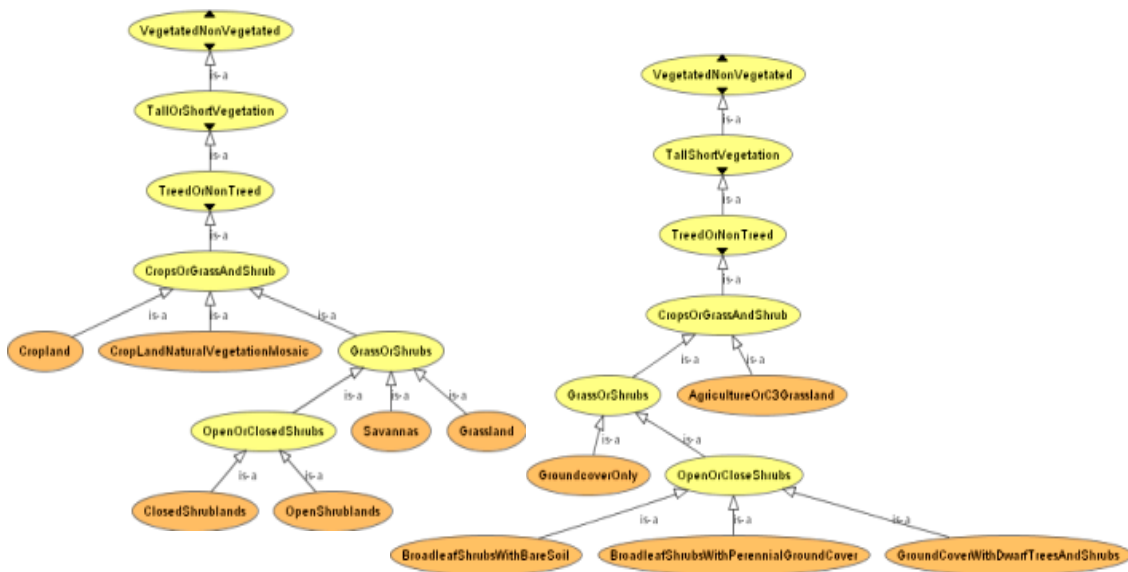 VegetatedNonVegetated
is-a
TallOrShortVegetation
is-a
TreedOrNonTreed
is-a
CropsOrGrassAndShrub
is-a
is-a
is-a
Cropland
CropLandNaturalVegetationMosaic
GrassOrShrubs
is-a
is-a
is-a
OpenOrClosedShrubs
Savannas
Grassland
is-a
is-a
ClosedShrublands
OpenShrublands
VegetatedNonVegetated
is-a
TallShortVegetation
is-a
TreedOrNonTreed
is-a
CropsOrGrassAndShrub
is-a
is-a
GrassOrShrubs
AgricultureOrC3Grassland
is-a
is-a
GroundcoverOnly
OpenOrCloseShrubs
is-a
is-a
is-a
BroadleafShrubsWithBareSoil
BroadleafShrubsWithPerennialGroundCover
GroundCoverWithDwarfTreesAndShrubs